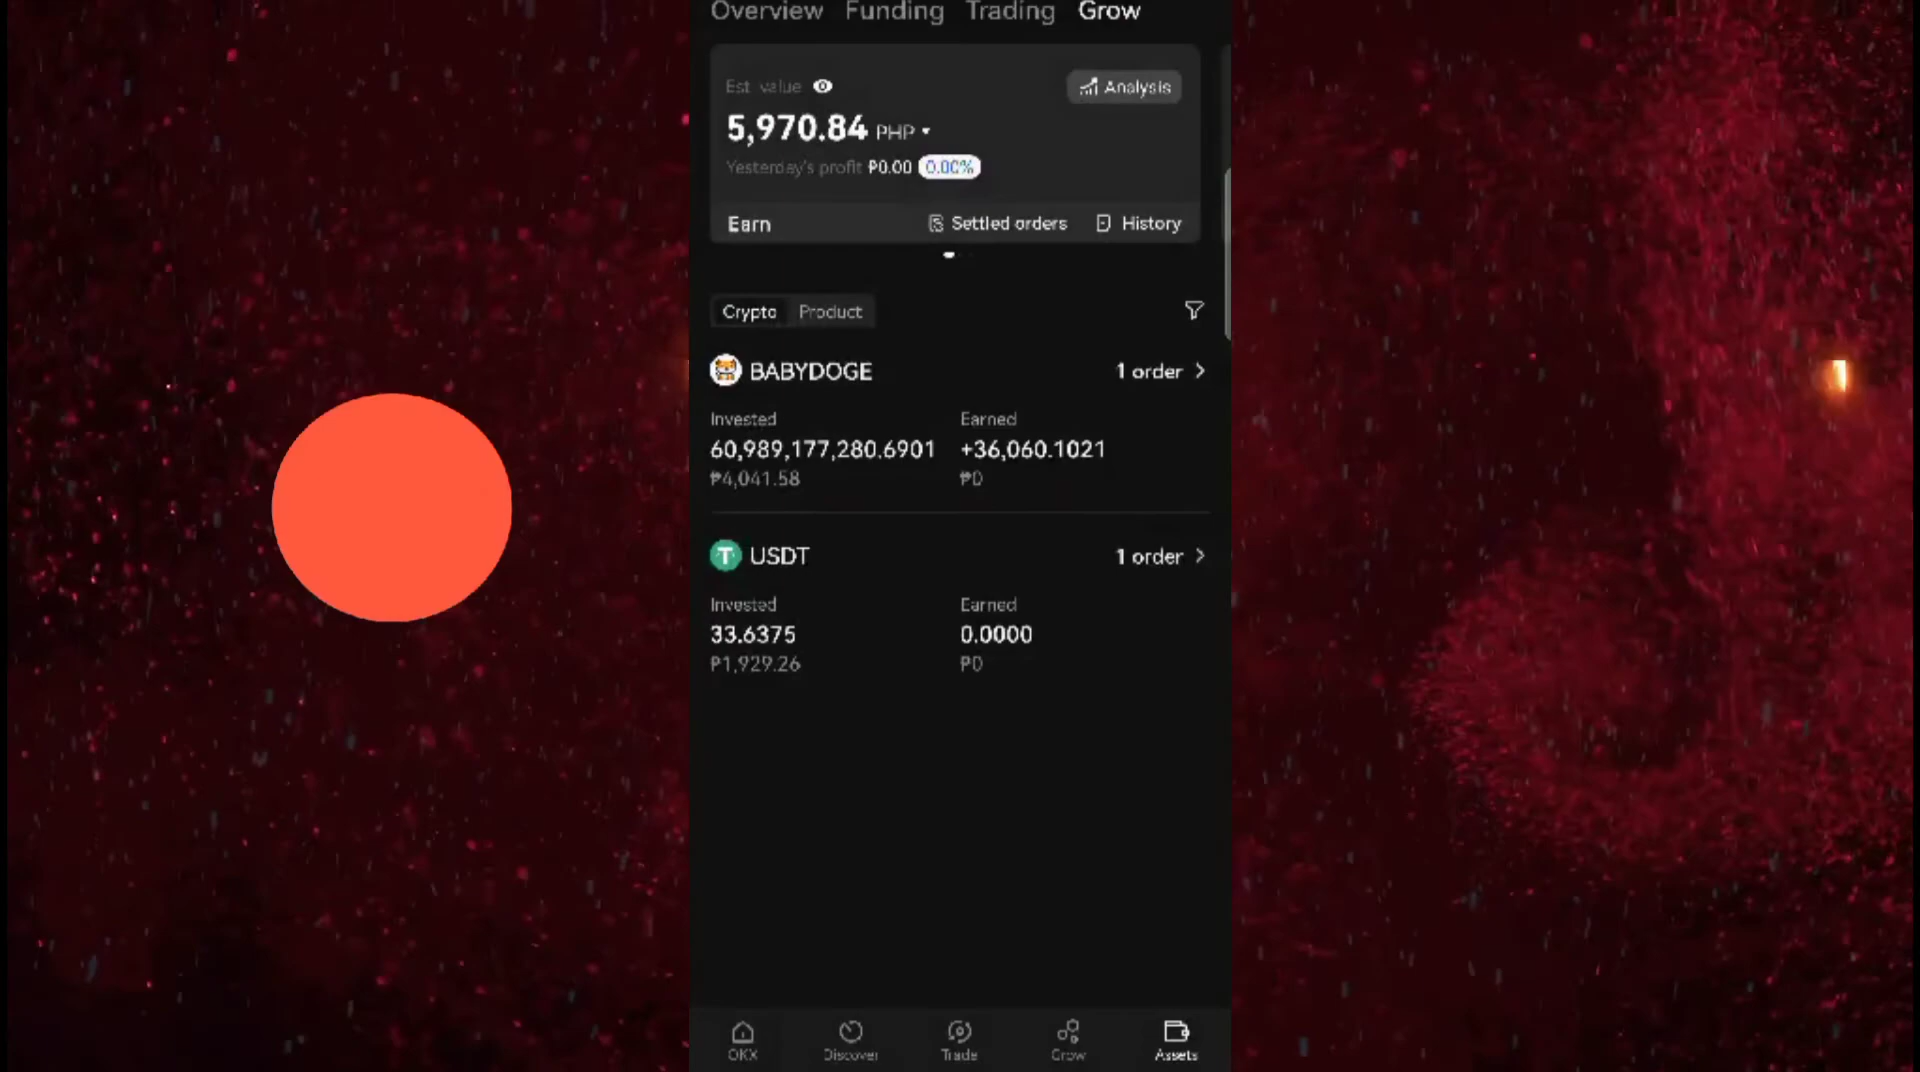 Overview Funding Trading Grow
Est value Analysis
5,970.84 PHP
Yesterday's profit ₱0.00 0.00%
Earn Settled orders History
Crypto Product
BABYDOGE 1 order
Invested Earned
60,989,177,280.6901 +36,060.1021
₱4,041.58 ₱0
USDT 1 order
Invested Earned
33.6375 0.0000
₱1,929.26 ₱0
OKX Discover Trade Grow Assets